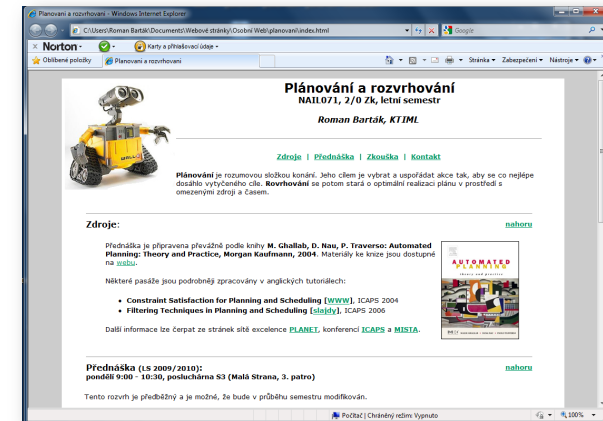 Planovani a rozvrhovani - Windows Internet Explorer
C:\Users\Roman Barták\Documents\Webové stránky\Osobní Web\planovani\index.html
Google
Norton
Karty a přihlašovací údaje
Oblíbené položky
Planovani a rozvrhovani
Stránka
Zabezpečení
Nástroje
Plánování a rozvrhování
NAIL071, 2/0 Zk, letní semestr
Roman Barták, KTIML
Zdroje | Přednáška | Zkouška | Kontakt
Plánování je rozumovou složkou konání. Jeho cílem je vybrat a uspořádat akce tak, aby se co nejlépe
dosáhlo vytyčeného cíle. Rovrhování se potom stará o optimální realizaci plánu v prostředí s
omezenými zdroji a časem.
Zdroje:
nahoru
Přednáška je připravena převážně podle knihy M. Ghallab, D. Nau, P. Traverso: Automated
Planning: Theory and Practice, Morgan Kaufmann, 2004. Materiály ke knize jsou dostupné
na webu.
AUTOMATED
PLANNING
theory and practice
Některé pasáže jsou podrobněji zpracovány v anglických tutoriálech:
• Constraint Satisfaction for Planning and Scheduling [WWW], ICAPS 2004
• Filtering Techniques in Planning and Scheduling [slajdy], ICAPS 2006
Další informace lze čerpat ze stránek sítě excelence PLANET, konferencí ICAPS a MISTA.
Přednáška (LS 2009/2010):
nahoru
pondělí 9:00 - 10:30, posluchárna S3 (Malá Strana, 3. patro)
Tento rozvrh je předběžný a je možné, že bude v průběhu semestru modifikován.
Počítač | Chráněný režim: Vypnuto
100%